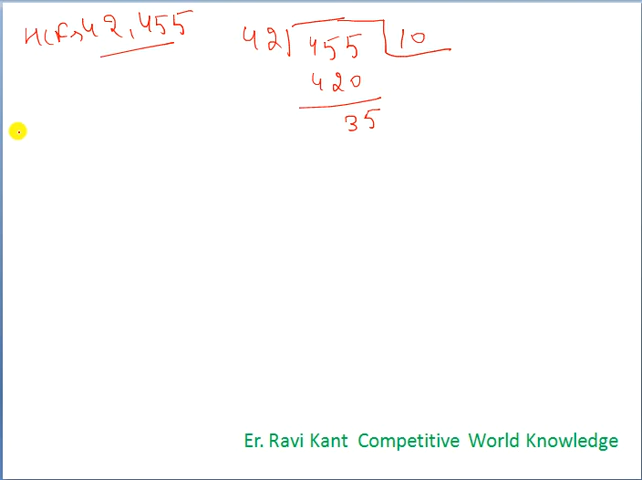 HCF, 42, 455
42) 455 ( 10
420
35
Er. Ravi Kant Competitive World Knowledge